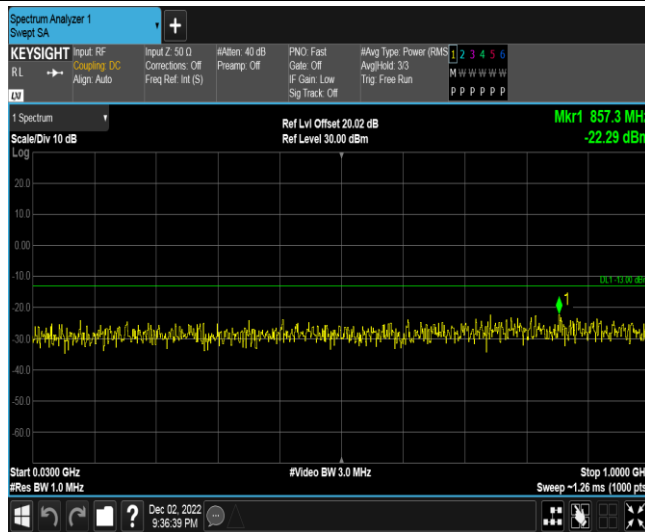 Spectrum Analyzer 1
Swept SA
+
KEYSIGHT
RL
LXI
Input: RF
Coupling: DC
Align: Auto
Input Z: 50 Ω
Corrections: Off
Freq Ref: Int (S)
#Atten: 40 dB
Preamp: Off
PNO: Fast
Gate: Off
IF Gain: Low
Sig Track: Off
#Avg Type: Power (RMS
Avg|Hold: 3/3
Trig: Free Run
1 2 3 4 5 6
M W W W W W
P P P P P P
1 Spectrum
Scale/Div 10 dB
Log
Ref Lvl Offset 20.02 dB
Ref Level 30.00 dBm
Mkr1 857.3 MHz
-22.29 dBm
20.0
10.0
0.00
-10.0
DL1 -13.00 dBm
1
-20.0
-30.0
-40.0
-50.0
-60.0
Start 0.0300 GHz
#Res BW 1.0 MHz
#Video BW 3.0 MHz
Stop 1.0000 GH
Sweep ~1.26 ms (1000 pts
?
Dec 02, 2022
9:36:39 PM